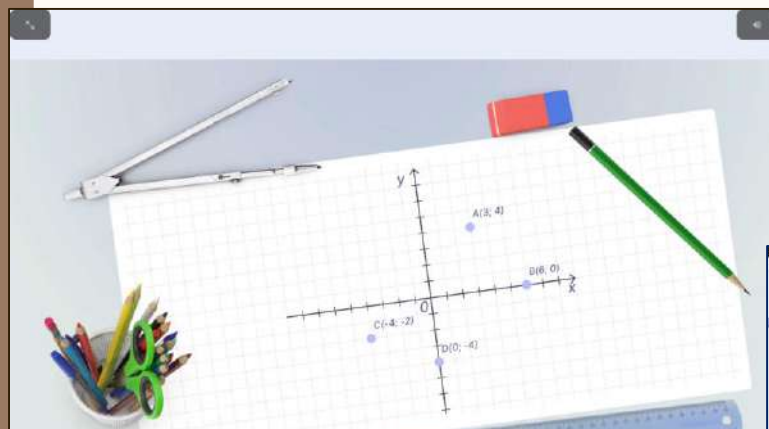 y
A(3; 4)
B(6; 0)
x
0
C(-4; -2)
D(0; -4)